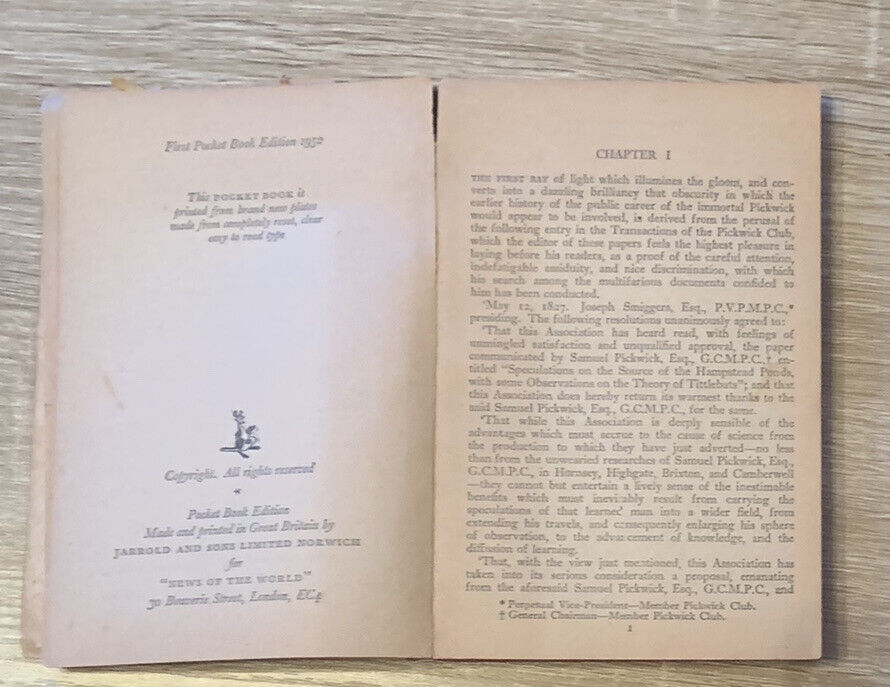 First Pocket Book Edition 1952
This POCKET BOOK is
printed from brand new plates
made from completely reset, clear
easy to read type
Copyright. All rights reserved
*
Pocket Book Edition
Made and printed in Great Britain by
JARROLD AND SONS LIMITED NORWICH
for
"NEWS OF THE WORLD"
30 Bouverie Street, London, EC4
CHAPTER I
THE FIRST RAY of light which illumines the gloom, and con-
verts into a dazzling brilliancy that obscurity in which the
earlier history of the public career of the immortal Pickwick
would appear to be involved, is derived from the perusal of
the following entry in the Transactions of the Pickwick Club,
which the editor of these papers feels the highest pleasure in
laying before his readers, as a proof of the careful attention,
indefatigable assiduity, and nice discrimination, with which
his search among the multifarious documents confided to
him has been conducted.
'May 12, 1827. Joseph Smiggers, Esq., P.V.P.M.P.C.,*
presiding. The following resolutions unanimously agreed to:
'That this Association has heard read, with feelings of
unmingled satisfaction and unqualified approval, the paper
communicated by Samuel Pickwick, Esq., G.C.M.P.C.,† en-
titled "Speculations on the Source of the Hampstead Ponds,
with some Observations on the Theory of Tittlebats"; and that
this Association does hereby return its warmest thanks to the
said Samuel Pickwick, Esq., G.C.M.P.C., for the same.
'That while this Association is deeply sensible of the
advantages which must accrue to the cause of science from
the production to which they have just adverted—no less
than from the unwearied researches of Samuel Pickwick, Esq.,
G.C.M.P.C., in Hornsey, Highgate, Brixton, and Camberwell
—they cannot but entertain a lively sense of the inestimable
benefits which must inevitably result from carrying the
speculations of that learned man into a wider field, from
extending his travels, and consequently enlarging his sphere
of observation, to the advancement of knowledge, and the
diffusion of learning.
'That, with the view just mentioned, this Association has
taken into its serious consideration a proposal, emanating
from the aforesaid Samuel Pickwick, Esq., G.C.M.P.C., and
* Perpetual Vice-President—Member Pickwick Club.
† General Chairman—Member Pickwick Club.
1